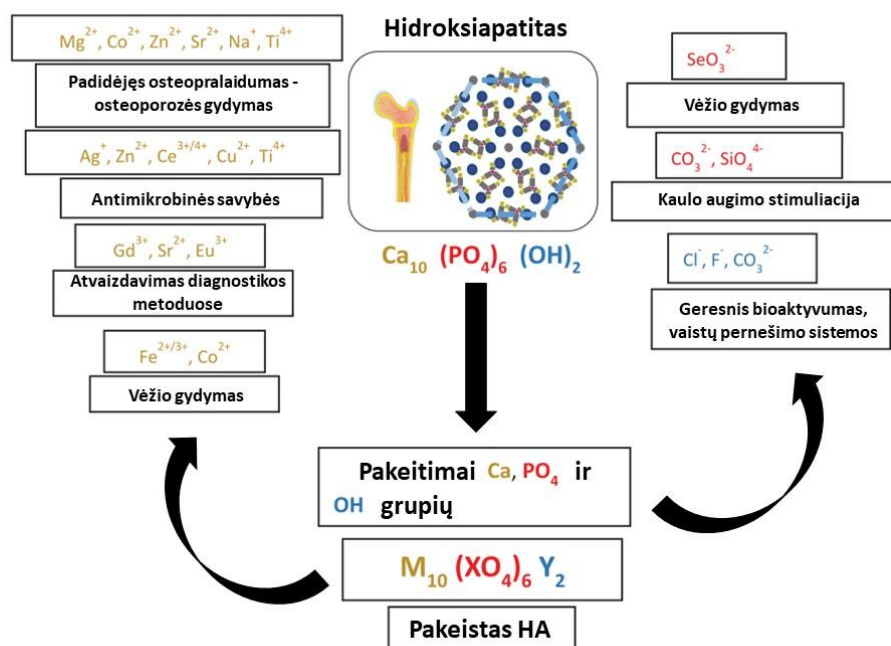 Mg²⁺, Co²⁺, Zn²⁺, Sr²⁺, Na⁺, Ti⁴⁺
Padidėjęs osteopralaidumas -
osteoporozės gydymas
Ag⁺, Zn²⁺, Ce³⁺/⁴⁺, Cu²⁺, Ti⁴⁺
Antimikrobinės savybės
Gd³⁺, Sr²⁺, Eu³⁺
Atvaizdavimas diagnostikos
metoduose
Fe²⁺/³⁺, Co²⁺
Vėžio gydymas
Hidroksiapatitas
Ca₁₀ (PO₄)₆ (OH)₂
SeO₃²⁻
Vėžio gydymas
CO₃²⁻, SiO₄⁴⁻
Kaulo augimo stimuliacija
Cl⁻, F⁻, CO₃²⁻
Geresnis bioaktyvumas,
vaistų pernešimo sistemos
Pakeitimai Ca, PO₄ ir
OH grupių
M₁₀ (XO₄)₆ Y₂
Pakeistas HA